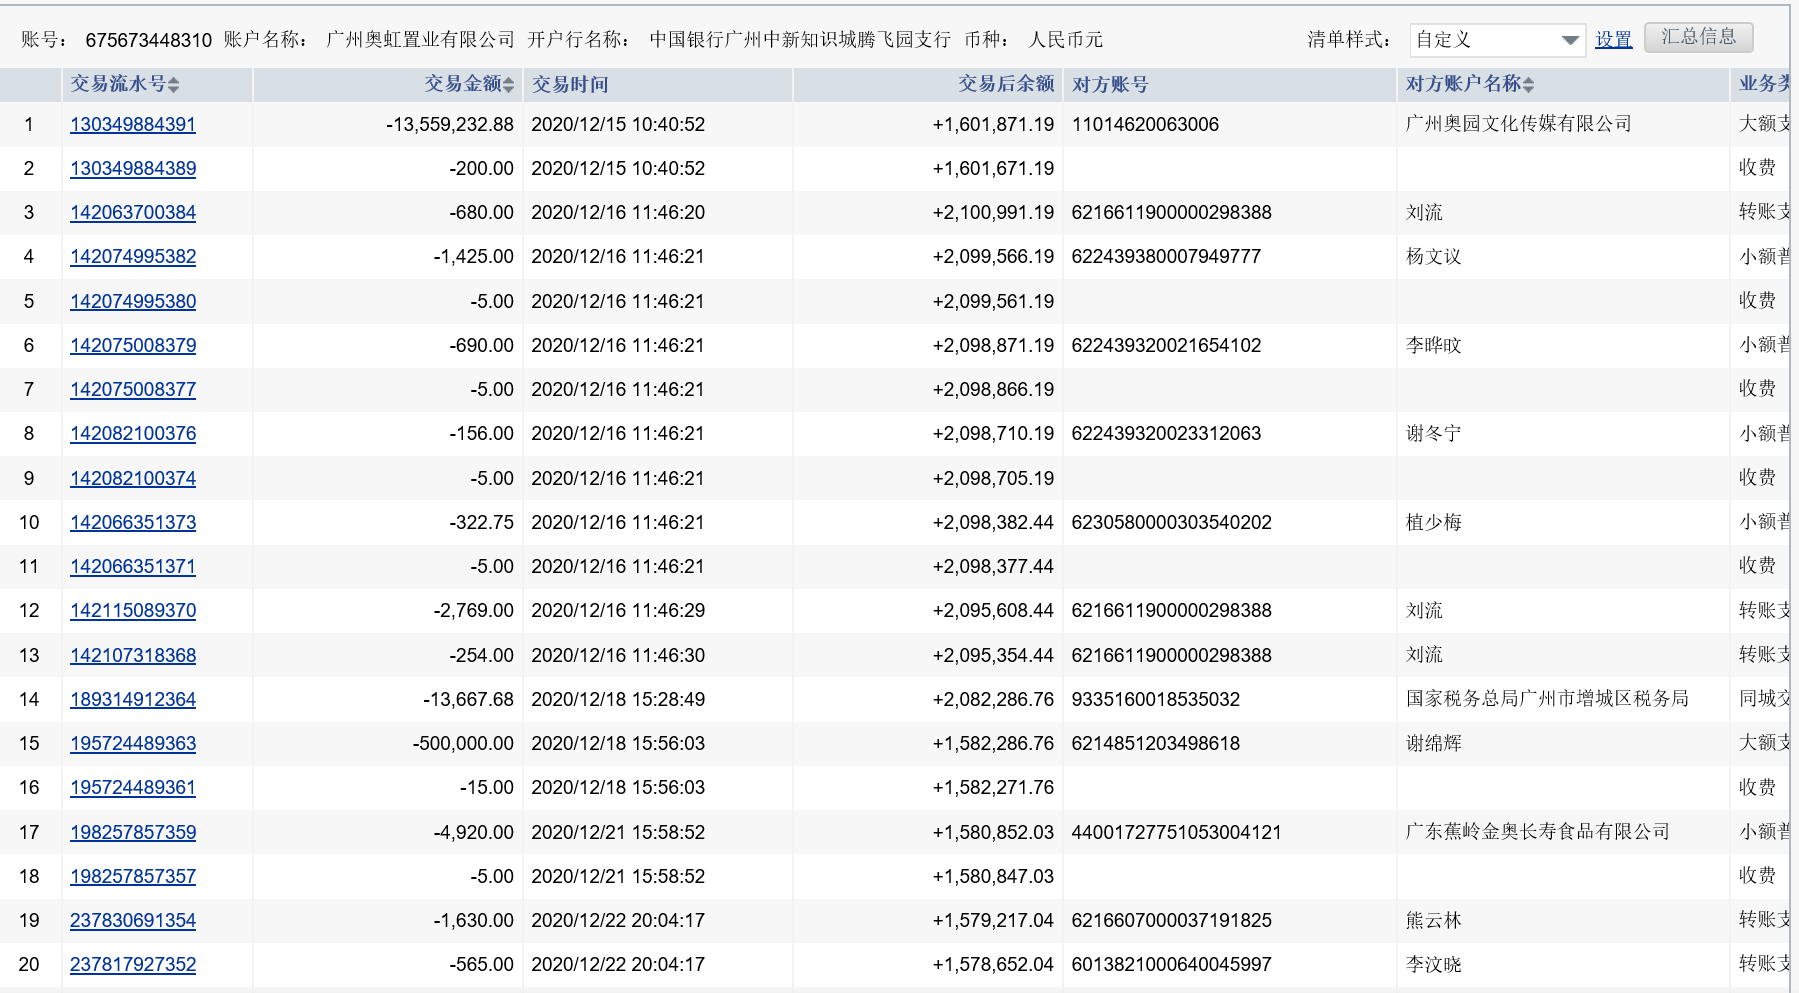 账号： 675673448310 账户名称： 广州奥虹置业有限公司 开户行名称： 中国银行广州中新知识城腾飞园支行 币种： 人民币元 清单样式： 自定义 设置 汇总信息
交易流水号 交易金额 交易时间 交易后余额 对方账号 对方账户名称 业务类
1 130349884391 -13,559,232.88 2020/12/15 10:40:52 +1,601,871.19 11014620063006 广州奥园文化传媒有限公司 大额支
2 130349884389 -200.00 2020/12/15 10:40:52 +1,601,671.19 收费
3 142063700384 -680.00 2020/12/16 11:46:20 +2,100,991.19 6216611900000298388 刘流 转账支
4 142074995382 -1,425.00 2020/12/16 11:46:21 +2,099,566.19 622439380007949777 杨文议 小额普
5 142074995380 -5.00 2020/12/16 11:46:21 +2,099,561.19 收费
6 142075008379 -690.00 2020/12/16 11:46:21 +2,098,871.19 622439320021654102 李晔旼 小额普
7 142075008377 -5.00 2020/12/16 11:46:21 +2,098,866.19 收费
8 142082100376 -156.00 2020/12/16 11:46:21 +2,098,710.19 622439320023312063 谢冬宁 小额普
9 142082100374 -5.00 2020/12/16 11:46:21 +2,098,705.19 收费
10 142066351373 -322.75 2020/12/16 11:46:21 +2,098,382.44 6230580000303540202 植少梅 小额普
11 142066351371 -5.00 2020/12/16 11:46:21 +2,098,377.44 收费
12 142115089370 -2,769.00 2020/12/16 11:46:29 +2,095,608.44 6216611900000298388 刘流 转账支
13 142107318368 -254.00 2020/12/16 11:46:30 +2,095,354.44 6216611900000298388 刘流 转账支
14 189314912364 -13,667.68 2020/12/18 15:28:49 +2,082,286.76 9335160018535032 国家税务总局广州市增城区税务局 同城交
15 195724489363 -500,000.00 2020/12/18 15:56:03 +1,582,286.76 6214851203498618 谢绵辉 大额支
16 195724489361 -15.00 2020/12/18 15:56:03 +1,582,271.76 收费
17 198257857359 -4,920.00 2020/12/21 15:58:52 +1,580,852.03 44001727751053004121 广东蕉岭金奥长寿食品有限公司 小额普
18 198257857357 -5.00 2020/12/21 15:58:52 +1,580,847.03 收费
19 237830691354 -1,630.00 2020/12/22 20:04:17 +1,579,217.04 6216607000037191825 熊云林 转账支
20 237817927352 -565.00 2020/12/22 20:04:17 +1,578,652.04 6013821000640045997 李汶晓 转账支